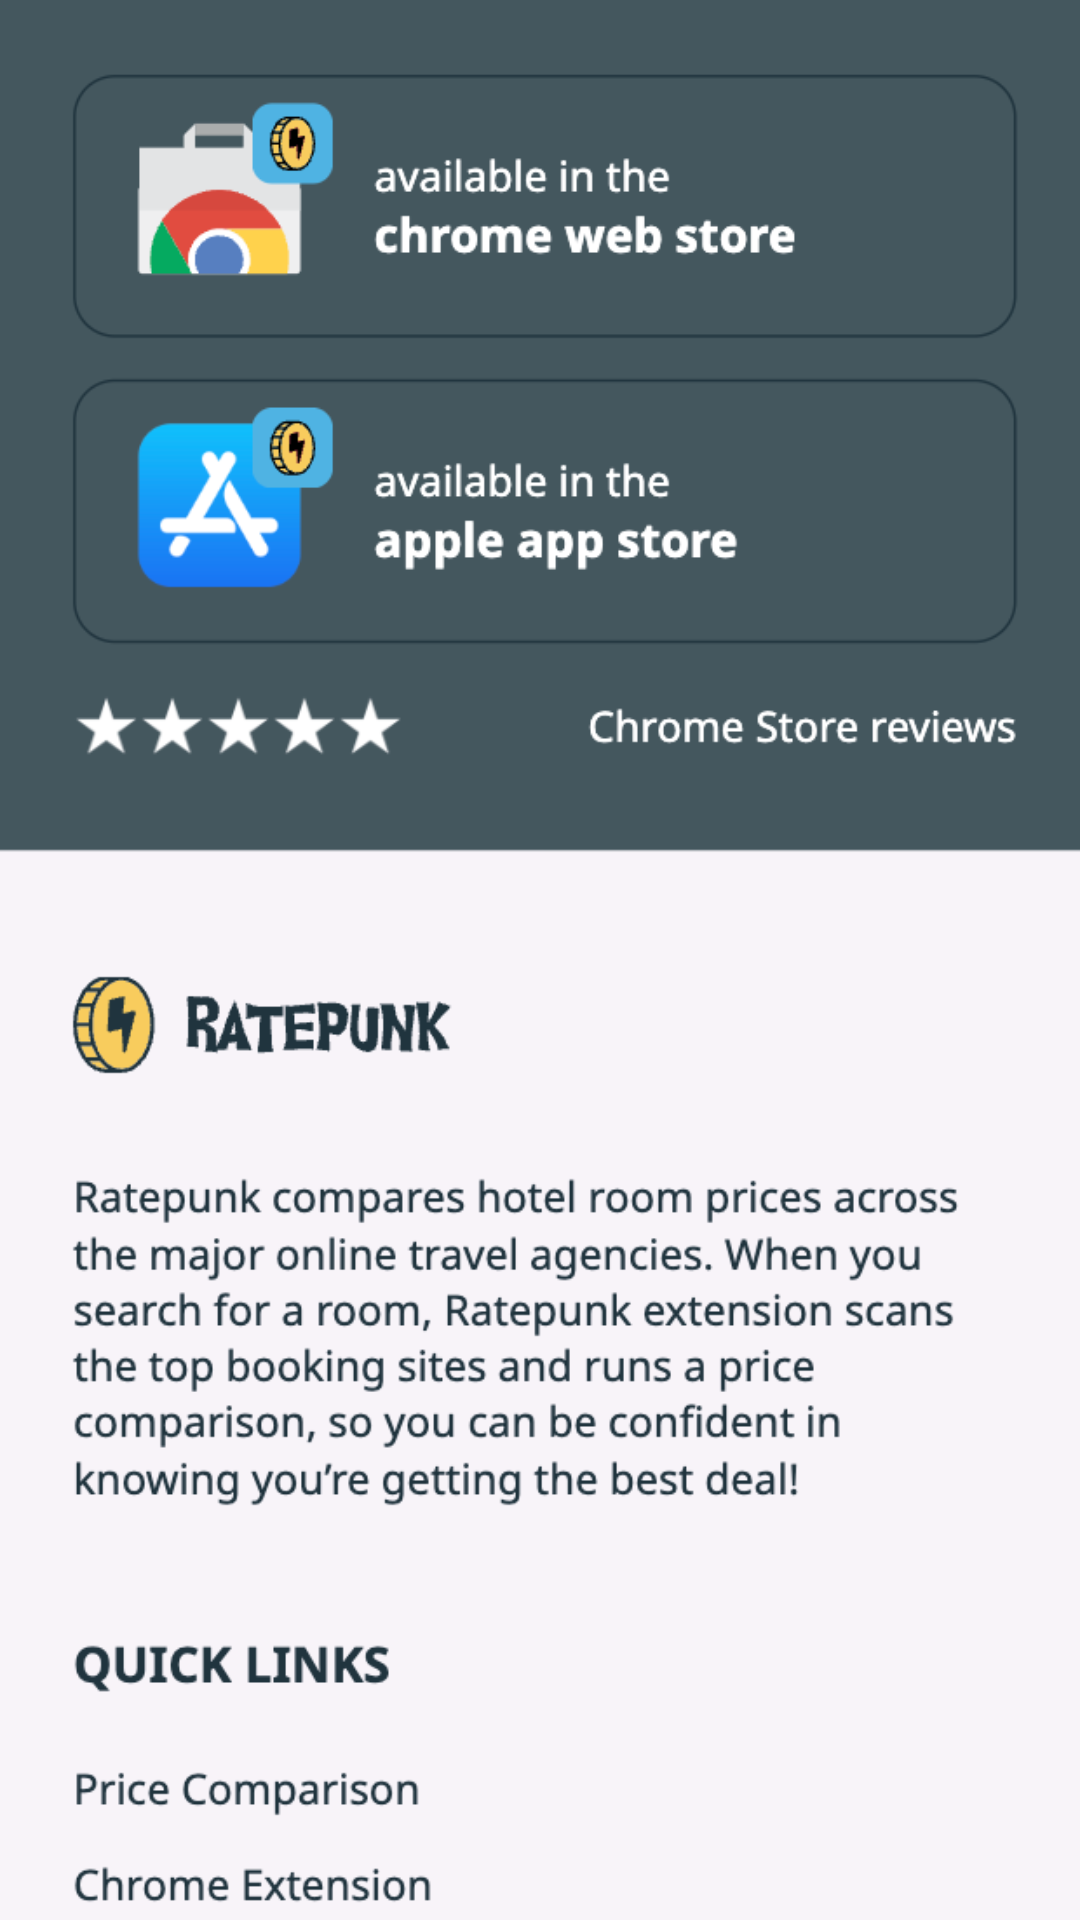 available in the
chrome web store
available in the
apple app store
Chrome Store reviews
RATEPUNK
Ratepunk compares hotel room prices across
the major online travel agencies. When you
search for a room, Ratepunk extension scans
the top booking sites and runs a price
comparison, so you can be confident in
knowing you’re getting the best deal!
QUICK LINKS
Price Comparison
Chrome Extension